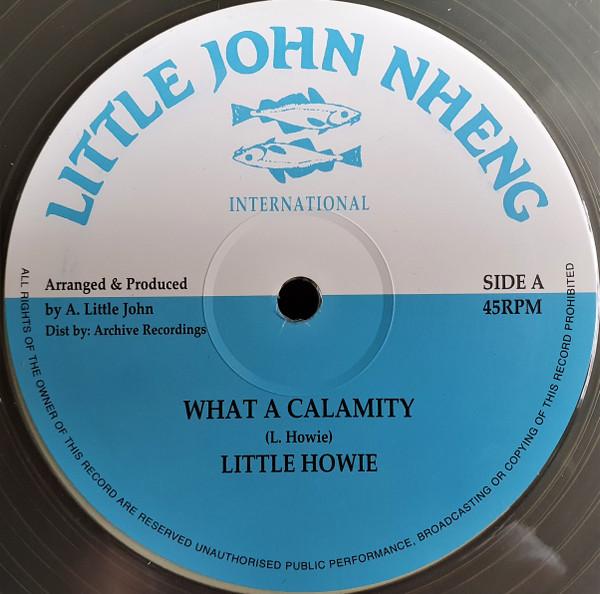 LITTLE JOHN NHENG
INTERNATIONAL
Arranged & Produced
by A. Little John
Dist by: Archive Recordings
SIDE A
45RPM
WHAT A CALAMITY
(L. Howie)
LITTLE HOWIE
ALL RIGHTS OF THE OWNER OF THIS RECORD ARE RESERVED UNAUTHORISED PUBLIC PERFORMANCE, BROADCASTING OR COPYING OF THIS RECORD PROHIBITED